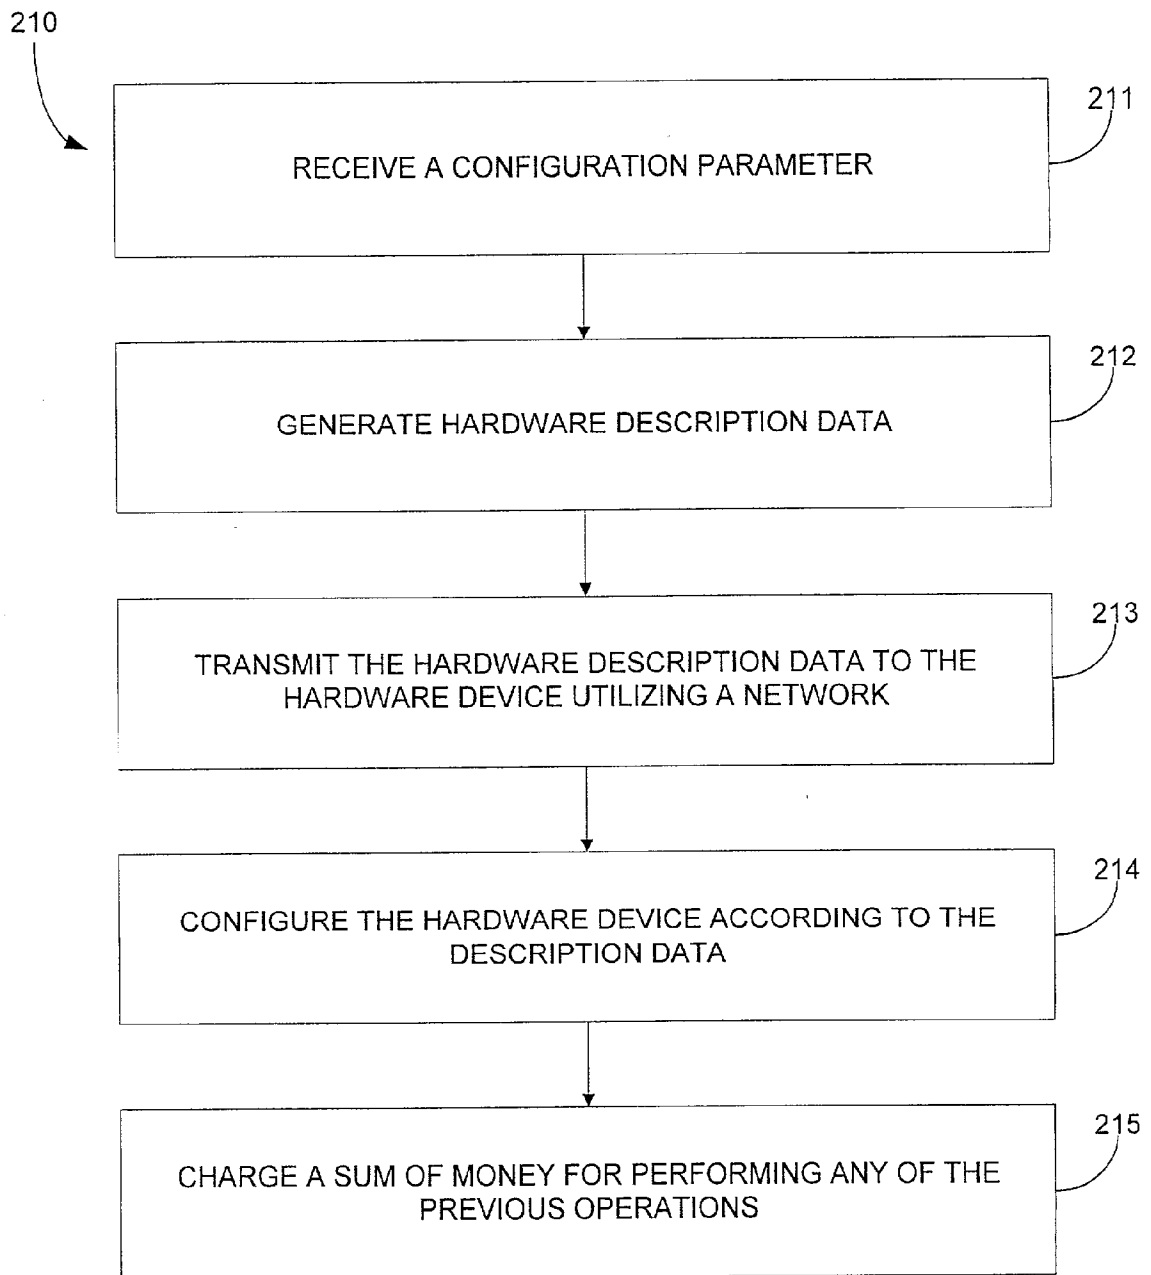 210
211
RECEIVE A CONFIGURATION PARAMETER
212
GENERATE HARDWARE DESCRIPTION DATA
213
TRANSMIT THE HARDWARE DESCRIPTION DATA TO THE
HARDWARE DEVICE UTILIZING A NETWORK
214
CONFIGURE THE HARDWARE DEVICE ACCORDING TO THE
DESCRIPTION DATA
215
CHARGE A SUM OF MONEY FOR PERFORMING ANY OF THE
PREVIOUS OPERATIONS